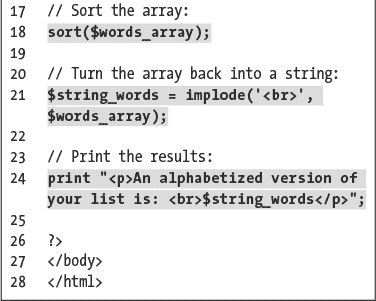 17 // Sort the array:
18 sort($words_array);
19
20 // Turn the array back into a string:
21 $string_words = implode('<br>',
$words_array);
22
23 // Print the results:
24 print "<p>An alphabetized version of
your list is: <br>$string_words</p>";
25
26 ?>
27 </body>
28 </html>